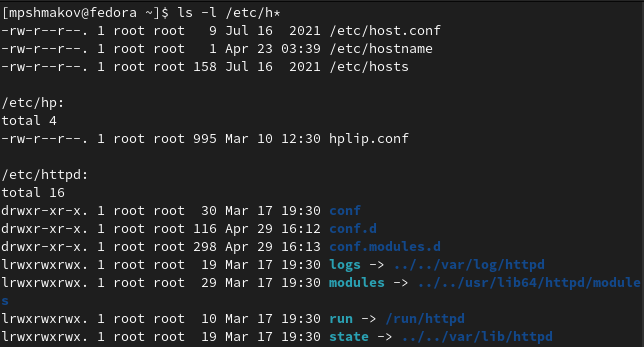 [mpshmakov@fedora ~]$ ls -l /etc/h*
-rw-r--r--. 1 root root   9 Jul 16  2021 /etc/host.conf
-rw-r--r--. 1 root root   1 Apr 23 03:39 /etc/hostname
-rw-r--r--. 1 root root 158 Jul 16  2021 /etc/hosts

/etc/hp:
total 4
-rw-r--r--. 1 root root 995 Mar 10 12:30 hplip.conf

/etc/httpd:
total 16
drwxr-xr-x. 1 root root  30 Mar 17 19:30 conf
drwxr-xr-x. 1 root root 116 Apr 29 16:12 conf.d
drwxr-xr-x. 1 root root 298 Apr 29 16:13 conf.modules.d
lrwxrwxrwx. 1 root root  19 Mar 17 19:30 logs -> ../../var/log/httpd
lrwxrwxrwx. 1 root root  29 Mar 17 19:30 modules -> ../../usr/lib64/httpd/module
s
lrwxrwxrwx. 1 root root  10 Mar 17 19:30 run -> /run/httpd
lrwxrwxrwx. 1 root root  19 Mar 17 19:30 state -> ../../var/lib/httpd